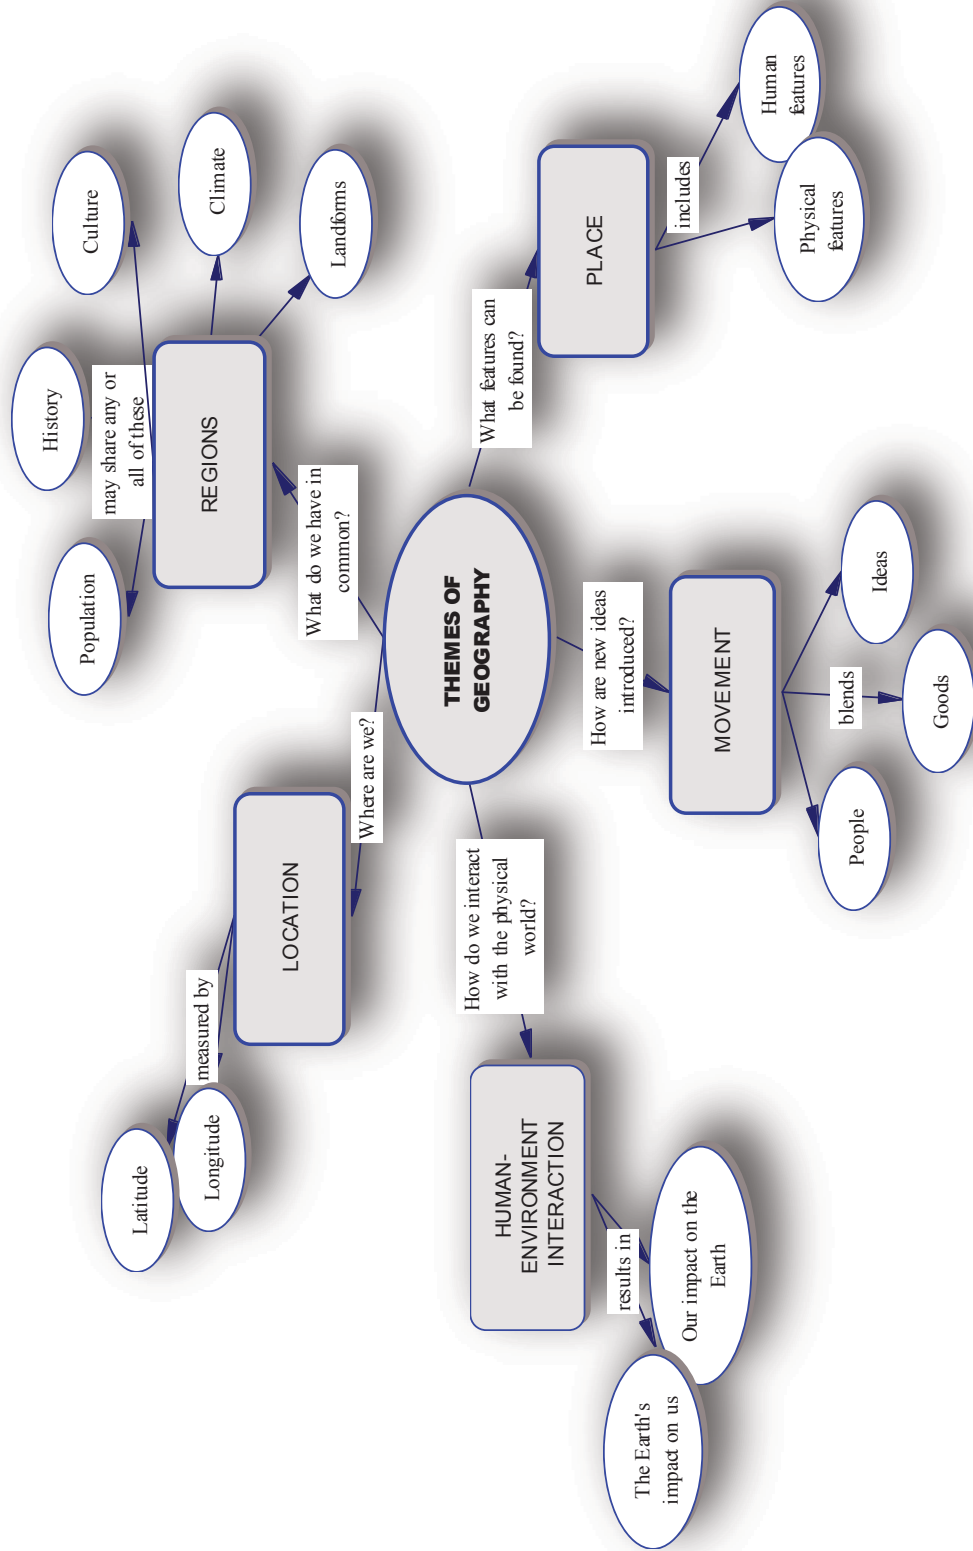 Latitude
Longitude
measured by
LOCATION
Where are we?
Population
History
Culture
Climate
Landforms
may share any or
all of these
REGIONS
What do we have in
common?
THEMES OF
GEOGRAPHY
How do we interact
with the physical
world?
HUMAN-
ENVIRONMENT
INTERACTION
results in
The Earth's
impact on us
Our impact on the
Earth
How are new ideas
introduced?
MOVEMENT
blends
People
Goods
Ideas
What features can
be found?
PLACE
includes
Physical
features
Human
features